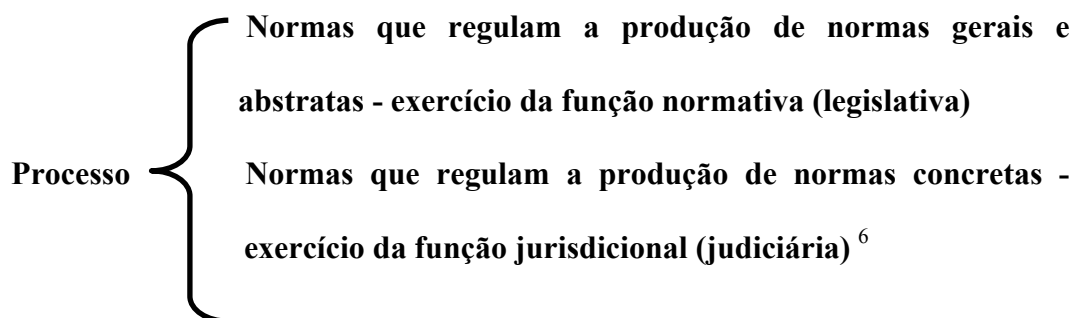 Normas que regulam a produção de normas gerais e
abstratas - exercício da função normativa (legislativa)
Processo
Normas que regulam a produção de normas concretas -
exercício da função jurisdicional (judiciária) 6